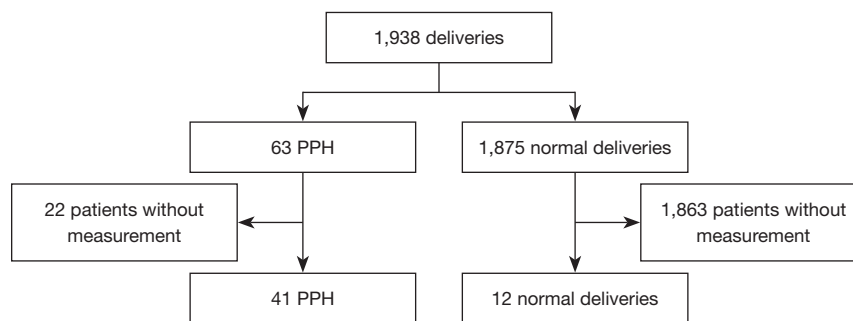 1,938 deliveries
63 PPH
1,875 normal deliveries
22 patients without
measurement
1,863 patients without
measurement
41 PPH
12 normal deliveries